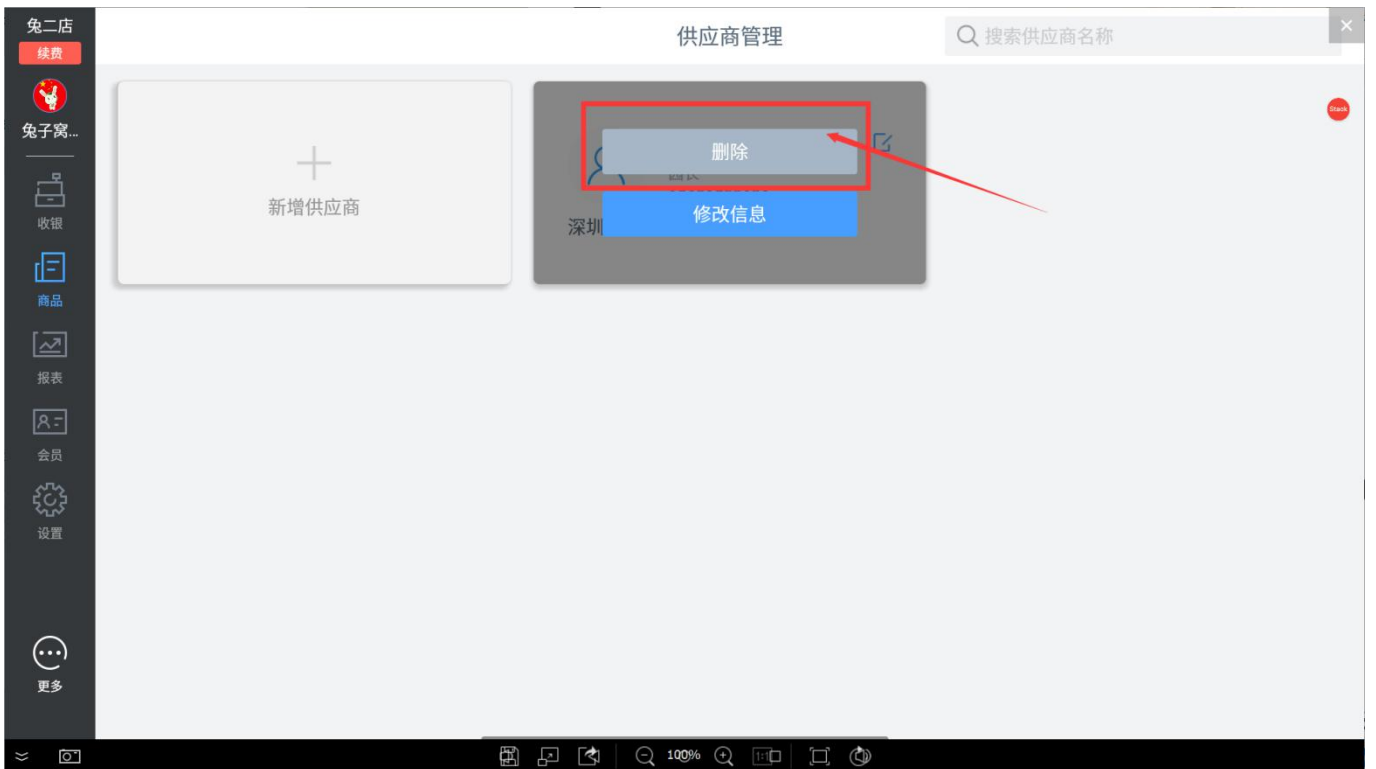 兔二店
续费
兔子窝...
收银
商品
报表
会员
设置
更多
供应商管理
搜索供应商名称
Stack
新增供应商
删除
修改信息
深圳
100%
1:1